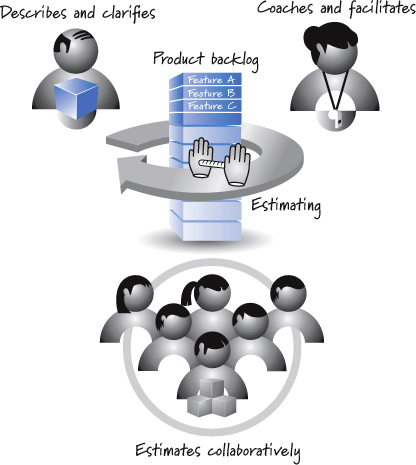 Describes and clarifies
Coaches and facilitates
Product backlog
Feature A
Feature B
Feature C
Estimating
Estimates collaboratively